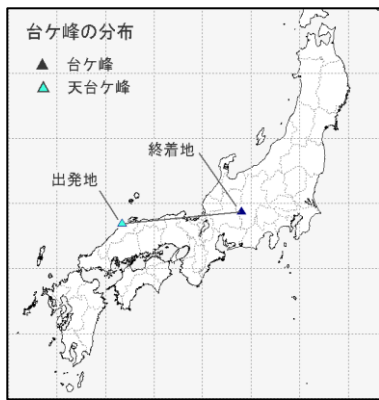 台ケ峰の分布
▲ 台ケ峰
▲ 天台ケ峰
終着地
出発地